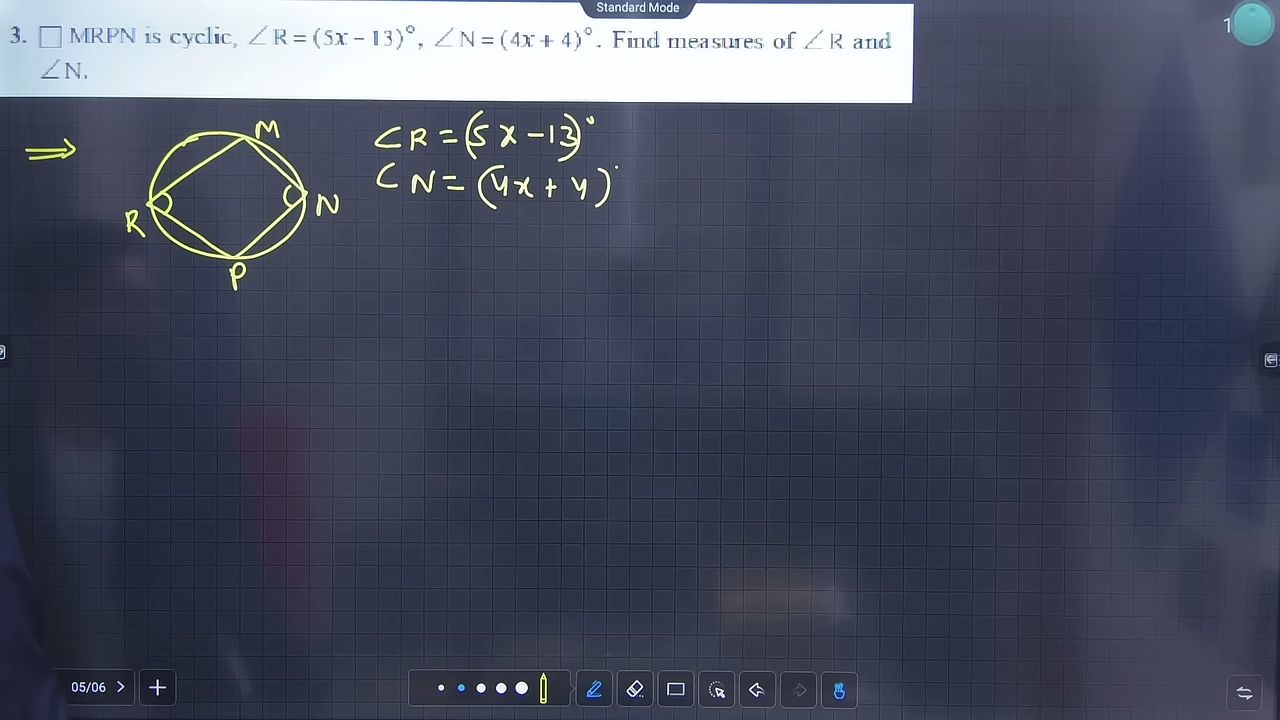 Standard Mode
3. □ MRPN is cyclic, ∠R = (5x – 13)°, ∠N = (4x + 4)°. Find measures of ∠R and
∠N.
1
⇒
M
R
N
P
∠R = (5x – 13)°
∠N = (4x + 4)°
05/06